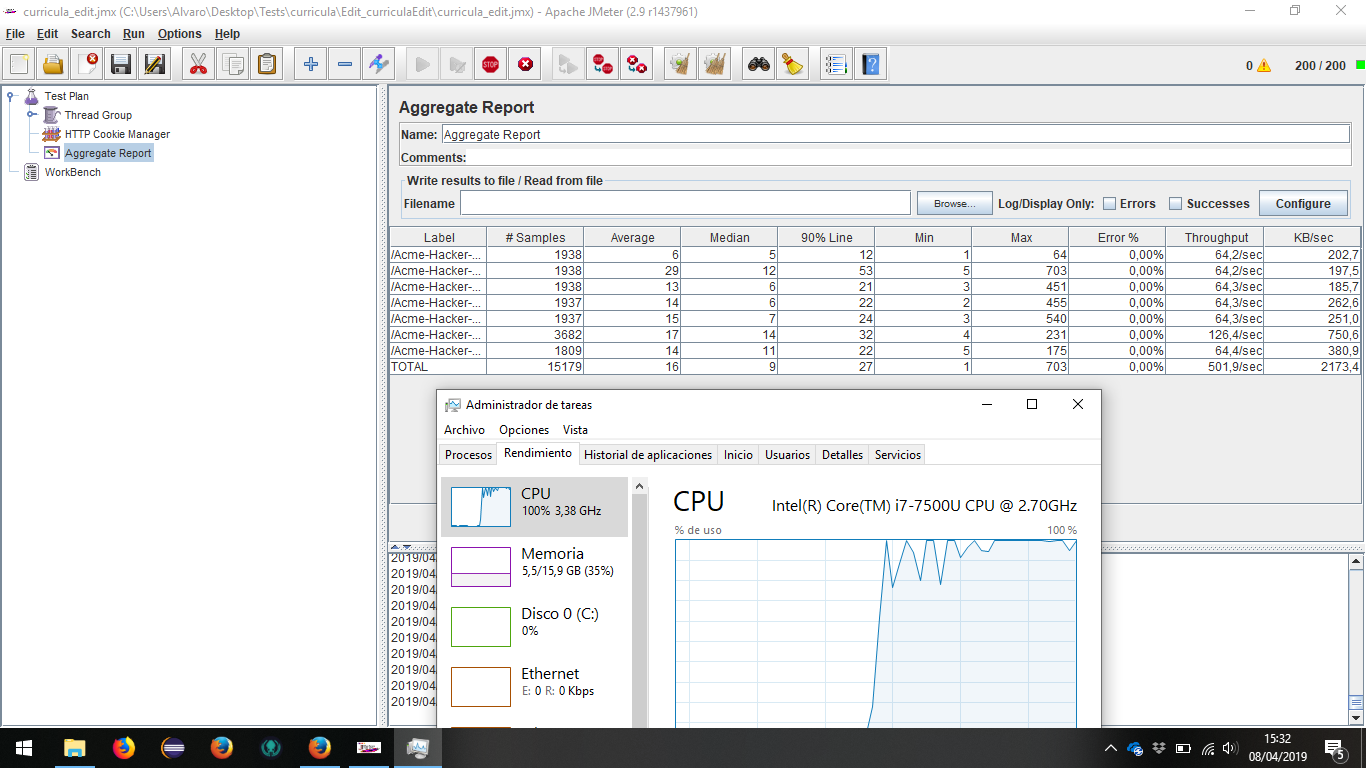 curricula_edit.jmx (C:\Users\Alvaro\Desktop\Tests\curricula\Edit_curriculaEdit\curricula_edit.jmx) - Apache JMeter (2.9 r1437961)
File Edit Search Run Options Help
0 200 / 200
Test Plan
Thread Group
HTTP Cookie Manager
Aggregate Report
WorkBench
Aggregate Report
Name: Aggregate Report
Comments:
Write results to file / Read from file
Filename Browse... Log/Display Only: Errors Successes Configure
Label # Samples Average Median 90% Line Min Max Error % Throughput KB/sec
/Acme-Hacker-... 1938 6 5 12 1 64 0,00% 64,2/sec 202,7
/Acme-Hacker-... 1938 29 12 53 5 703 0,00% 64,2/sec 197,5
/Acme-Hacker-... 1938 13 6 21 3 451 0,00% 64,3/sec 185,7
/Acme-Hacker-... 1937 14 6 22 2 455 0,00% 64,3/sec 262,6
/Acme-Hacker-... 1937 15 7 24 3 540 0,00% 64,3/sec 251,0
/Acme-Hacker-... 3682 17 14 32 4 231 0,00% 126,4/sec 750,6
/Acme-Hacker-... 1809 14 11 22 5 175 0,00% 64,4/sec 380,9
TOTAL 15179 16 9 27 1 703 0,00% 501,9/sec 2173,4
Administrador de tareas
Archivo Opciones Vista
Procesos Rendimiento Historial de aplicaciones Inicio Usuarios Detalles Servicios
CPU
100% 3,38 GHz
Memoria
5,5/15,9 GB (35%)
Disco 0 (C:)
0%
Ethernet
E: 0 R: 0 Kbps
CPU Intel(R) Core(TM) i7-7500U CPU @ 2.70GHz
% de uso 100 %
2019/04
2019/04
2019/04
2019/04
2019/04
2019/04
2019/04
2019/04
2019/04
2019/04
15:32
08/04/2019
5